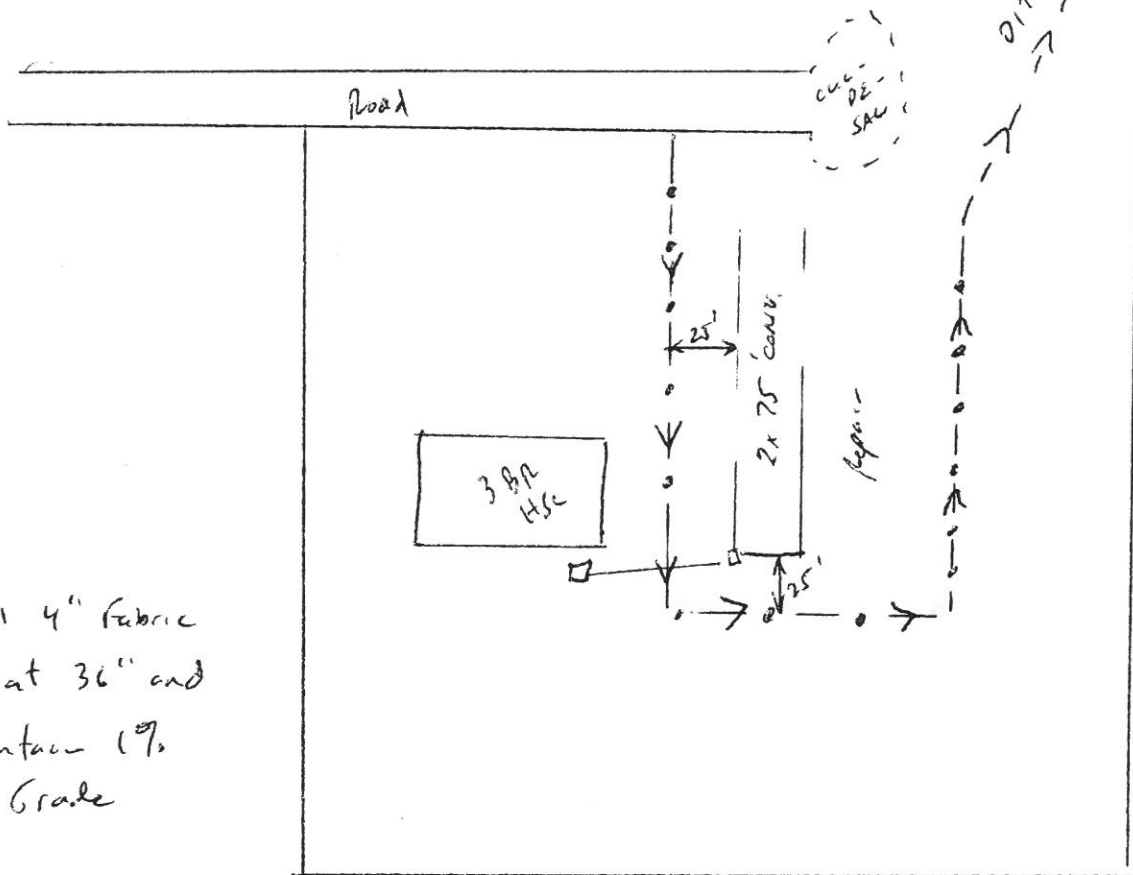 DIT
Road
CUL-
DE-
SAC
25'
2x 75' conv.
Repair
3 BR
HSE
25'
4" Fabric
at 36" and
1%
Grade